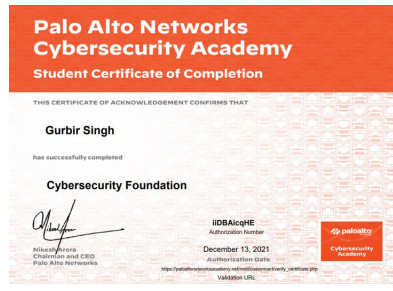 Palo Alto Networks
Cybersecurity Academy
Student Certificate of Completion
THIS CERTIFICATE OF ACKNOWLEDGEMENT CONFIRMS THAT
Gurbir Singh
has successfully completed
Cybersecurity Foundation
Nikesh Arora
Chairman and CEO
Palo Alto Networks
iiDBAicqHE
Authorization Number
December 13, 2021
Authorization Date
https://paloaltonetworksacademy.net/mod/customcert/verify_certificate.php
Validation URL
paloalto
Cybersecurity
Academy